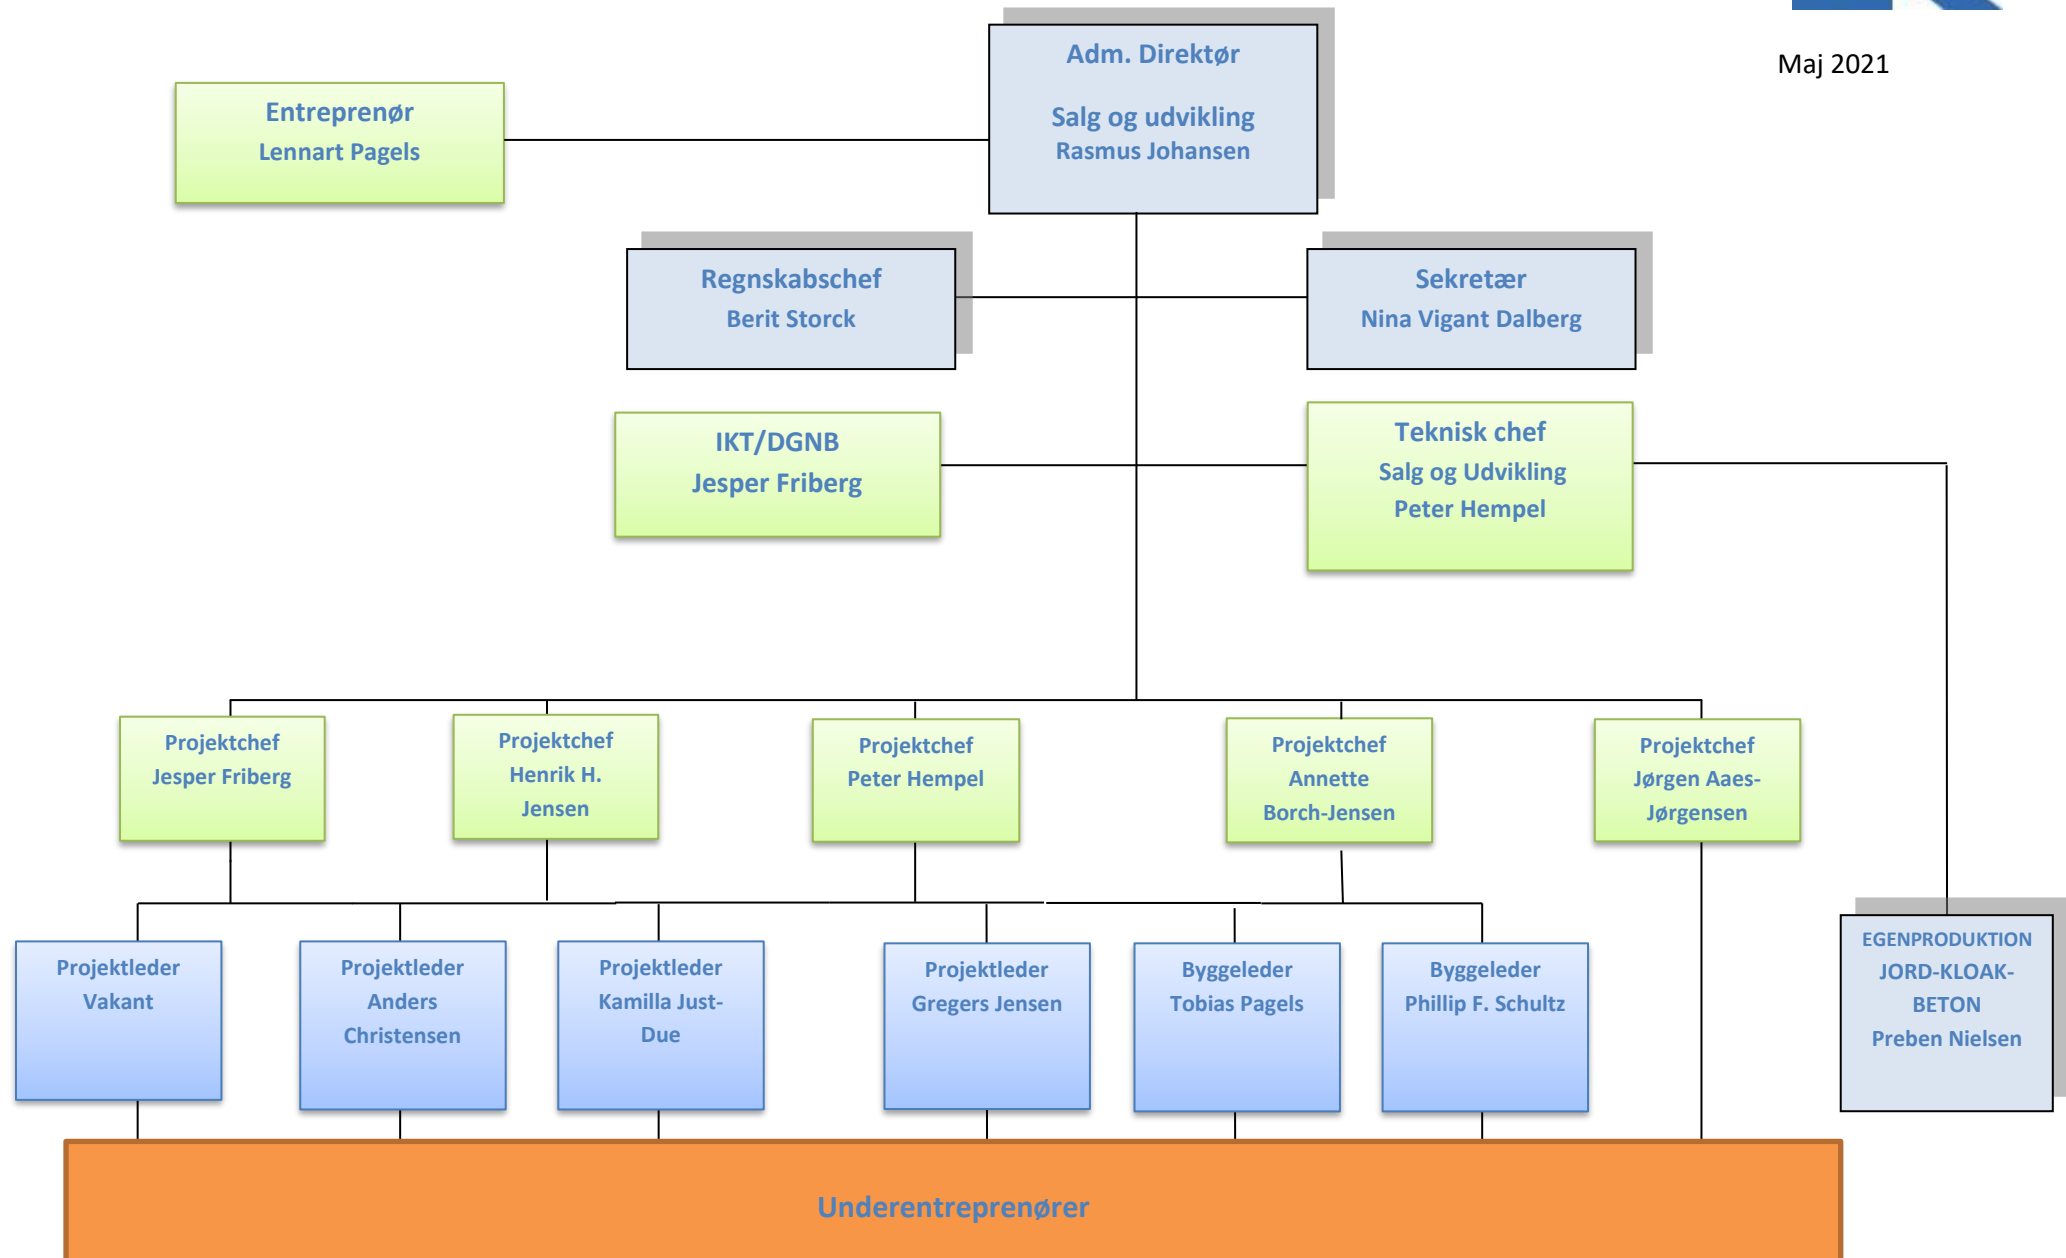 Maj 2021
Adm. Direktør
Salg og udvikling
Rasmus Johansen
Entreprenør
Lennart Pagels
Regnskabschef
Berit Storck
Sekretær
Nina Vigant Dalberg
IKT/DGNB
Jesper Friberg
Teknisk chef
Salg og Udvikling
Peter Hempel
Projektchef
Jesper Friberg
Projektchef
Henrik H.
Jensen
Projektchef
Peter Hempel
Projektchef
Annette
Borch-Jensen
Projektchef
Jørgen Aaes-
Jørgensen
Projektleder
Vakant
Projektleder
Anders
Christensen
Projektleder
Kamilla Just-
Due
Projektleder
Gregers Jensen
Byggeleder
Tobias Pagels
Byggeleder
Phillip F. Schultz
EGENPRODUKTION
JORD-KLOAK-
BETON
Preben Nielsen
Underentreprenører